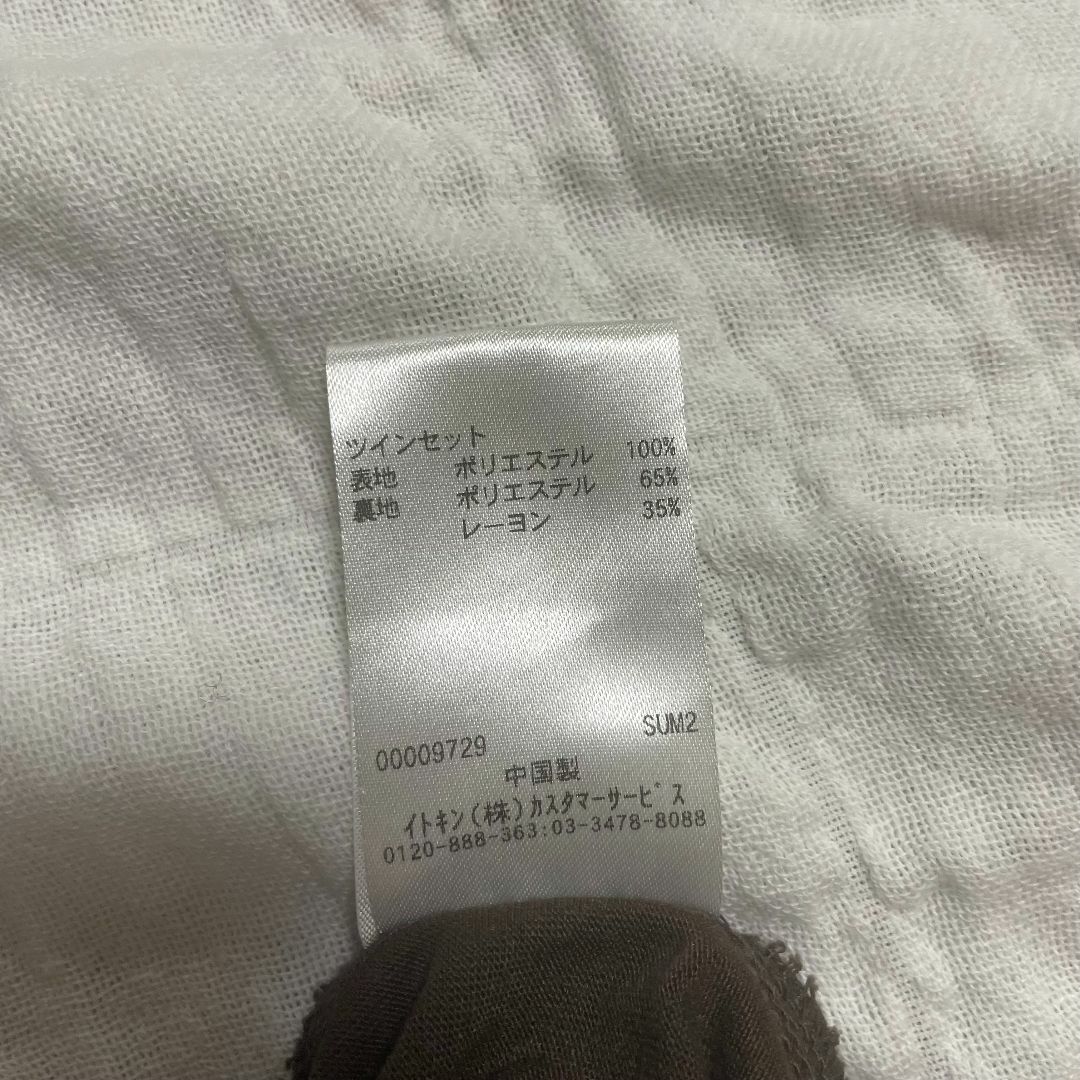 ツインセット
表地 ポリエステル 100%
裏地 ポリエステル 65%
レーヨン 35%
00009729 SUM2
中国製
ｲﾄｷﾝ(株)ｶｽﾀﾏｰｻｰﾋﾞｽ
0120-888-363:03-3478-8088